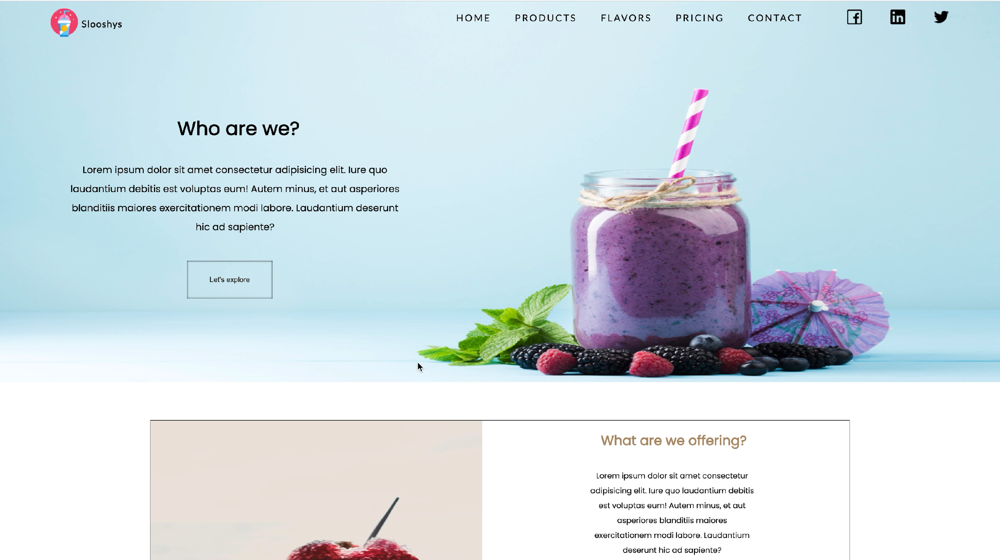 Slooshys
HOME PRODUCTS FLAVORS PRICING CONTACT
Who are we?
Lorem ipsum dolor sit amet consectetur adipisicing elit. Iure quo
laudantium debitis est voluptas eum! Autem minus, et aut asperiores
blanditiis maiores exercitationem modi labore. Laudantium deserunt
hic ad sapiente?
Let's explore
What are we offering?
Lorem ipsum dolor sit amet consectetur
adipisicing elit. Iure quo laudantium debitis
est voluptas eum! Autem minus, et aut
asperiores blanditiis maiores
exercitationem modi labore. Laudantium
deserunt hic ad sapiente?